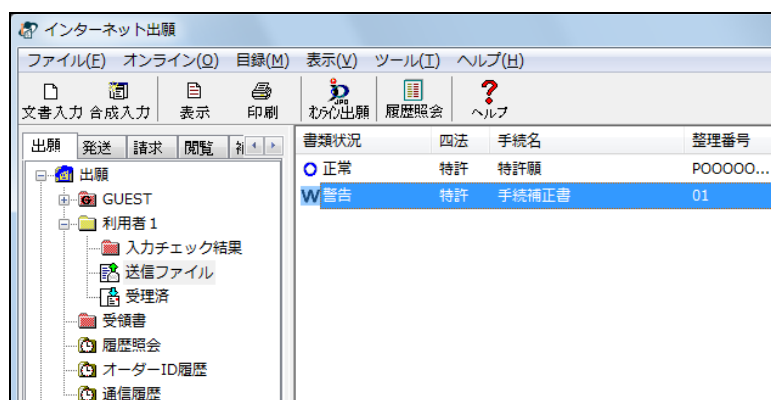 インターネット出願
ファイル(F) オンライン(O) 目録(M) 表示(V) ツール(T) ヘルプ(H)
文書入力 合成入力 表示 印刷 オンライン出願 履歴照会 ヘルプ
出願 発送 請求 閲覧
書類状況 四法 手続名 整理番号
正常 特許 特許願 P00000...
W 警告 特許 手続補正書 01
出願
GUEST
利用者1
入力チェック結果
送信ファイル
受理済
受領書
履歴照会
オーダーID履歴
通信履歴